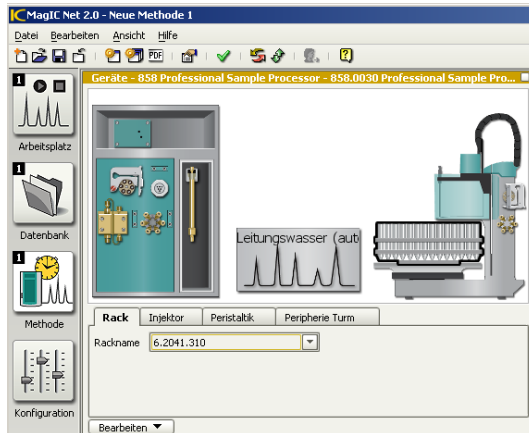 MagIC Net 2.0 - Neue Methode 1
Datei Bearbeiten Ansicht Hilfe
PDF
Geräte - 858 Professional Sample Processor - 858.0030 Professional Sample Pro...
1
Arbeitsplatz
1
Datenbank
1
Methode
Konfiguration
Leitungswasser (aut
Rack Injektor Peristaltik Peripherie Turm
Rackname 6.2041.310
Bearbeiten